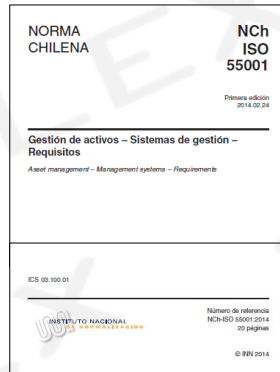 NORMA
CHILENA
NCh
ISO
55001
Primera edición
2014.02.24
Gestión de activos – Sistemas de gestión –
Requisitos
Asset management – Management systems – Requirements
ICS 03.100.01
INSTITUTO NACIONAL
DE NORMALIZACION
Número de referencia
NCh-ISO 55001:2014
20 páginas
© INN 2014